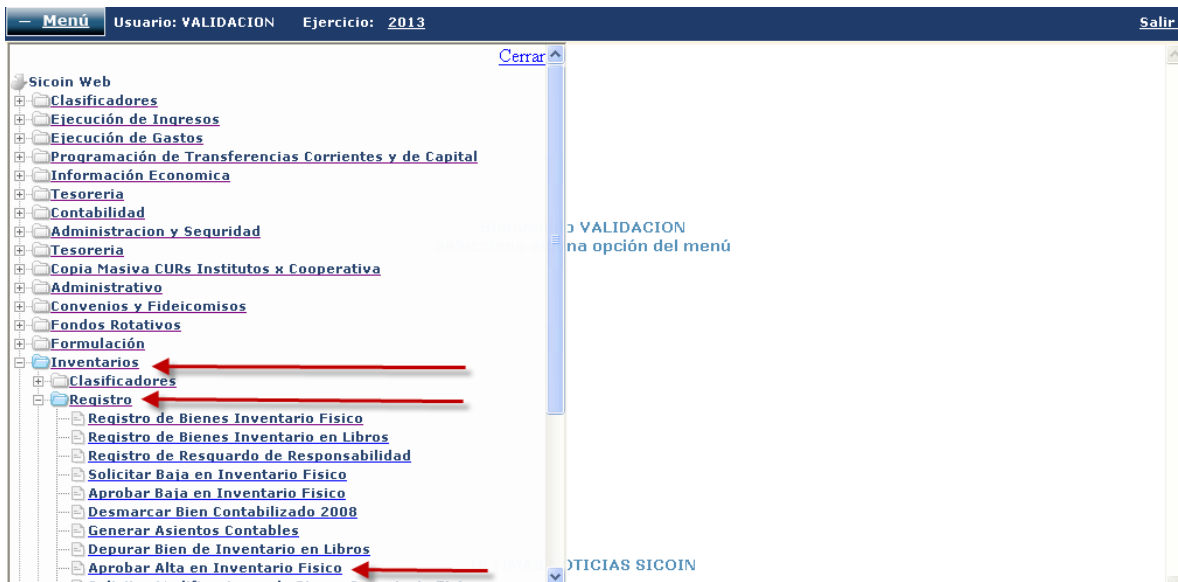 — Menú Usuario: VALIDACION Ejercicio: 2013 Salir
Cerrar
Sicoin Web
Clasificadores
Ejecución de Ingresos
Ejecución de Gastos
Programación de Transferencias Corrientes y de Capital
Información Economica
Tesoreria
Contabilidad
Administracion y Seguridad
Tesoreria
Copia Masiva CURs Institutos x Cooperativa
Administrativo
Convenios y Fideicomisos
Fondos Rotativos
Formulación
Inventarios
Clasificadores
Registro
Registro de Bienes Inventario Fisico
Registro de Bienes Inventario en Libros
Registro de Resguardo de Responsabilidad
Solicitar Baja en Inventario Fisico
Aprobar Baja en Inventario Fisico
Desmarcar Bien Contabilizado 2008
Generar Asientos Contables
Depurar Bien de Inventario en Libros
Aprobar Alta en Inventario Fisico
VALIDACION
opción del menú
SICOIN